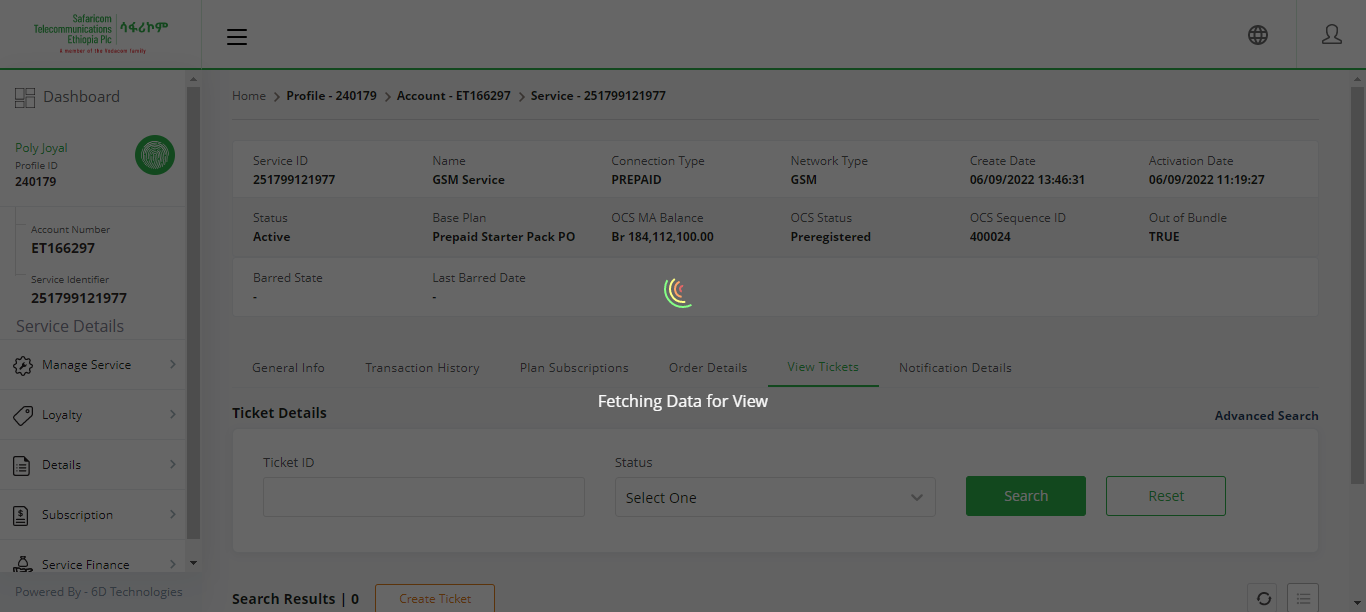 Safaricom
Telecommunications
Ethiopia Plc
ሳፋሪኮም
A member of the Vodacom family
Dashboard
Poly Joyal
Profile ID
240179
Account Number
ET166297
Service Identifier
251799121977
Service Details
Manage Service
Loyalty
Details
Subscription
Service Finance
Powered By - 6D Technologies
Home > Profile - 240179 > Account - ET166297 > Service - 251799121977
Service ID Name Connection Type Network Type Create Date Activation Date
251799121977 GSM Service PREPAID GSM 06/09/2022 13:46:31 06/09/2022 11:19:27
Status Base Plan OCS MA Balance OCS Status OCS Sequence ID Out of Bundle
Active Prepaid Starter Pack PO Br 184,112,100.00 Preregistered 400024 TRUE
Barred State Last Barred Date
- -
General Info Transaction History Plan Subscriptions Order Details View Tickets Notification Details
Fetching Data for View
Ticket Details Advanced Search
Ticket ID Status
Select One Search Reset
Search Results | 0 Create Ticket